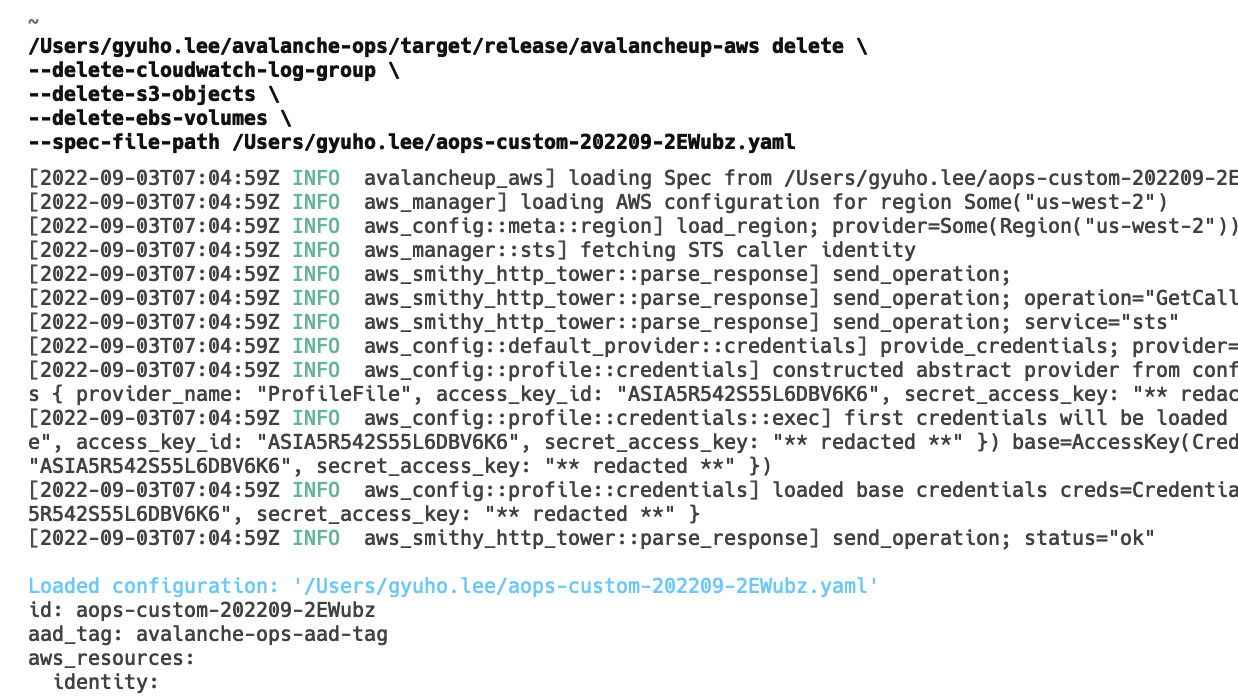 ~
/Users/gyuho.lee/avalanche-ops/target/release/avalancheup-aws delete \
--delete-cloudwatch-log-group \
--delete-s3-objects \
--delete-ebs-volumes \
--spec-file-path /Users/gyuho.lee/aops-custom-202209-2EWubz.yaml
[2022-09-03T07:04:59Z INFO  avalancheup_aws] loading Spec from /Users/gyuho.lee/aops-custom-202209-2E
[2022-09-03T07:04:59Z INFO  aws_manager] loading AWS configuration for region Some("us-west-2")
[2022-09-03T07:04:59Z INFO  aws_config::meta::region] load_region; provider=Some(Region("us-west-2"))
[2022-09-03T07:04:59Z INFO  aws_manager::sts] fetching STS caller identity
[2022-09-03T07:04:59Z INFO  aws_smithy_http_tower::parse_response] send_operation;
[2022-09-03T07:04:59Z INFO  aws_smithy_http_tower::parse_response] send_operation; operation="GetCall
[2022-09-03T07:04:59Z INFO  aws_smithy_http_tower::parse_response] send_operation; service="sts"
[2022-09-03T07:04:59Z INFO  aws_config::default_provider::credentials] provide_credentials; provider=
[2022-09-03T07:04:59Z INFO  aws_config::profile::credentials] constructed abstract provider from conf
s { provider_name: "ProfileFile", access_key_id: "ASIA5R542S55L6DBV6K6", secret_access_key: "** redac
[2022-09-03T07:04:59Z INFO  aws_config::profile::credentials::exec] first credentials will be loaded
e", access_key_id: "ASIA5R542S55L6DBV6K6", secret_access_key: "** redacted **" }) base=AccessKey(Cred
"ASIA5R542S55L6DBV6K6", secret_access_key: "** redacted **" })
[2022-09-03T07:04:59Z INFO  aws_config::profile::credentials] loaded base credentials creds=Credentia
5R542S55L6DBV6K6", secret_access_key: "** redacted **" }
[2022-09-03T07:04:59Z INFO  aws_smithy_http_tower::parse_response] send_operation; status="ok"

Loaded configuration: '/Users/gyuho.lee/aops-custom-202209-2EWubz.yaml'
id: aops-custom-202209-2EWubz
aad_tag: avalanche-ops-aad-tag
aws_resources:
  identity: